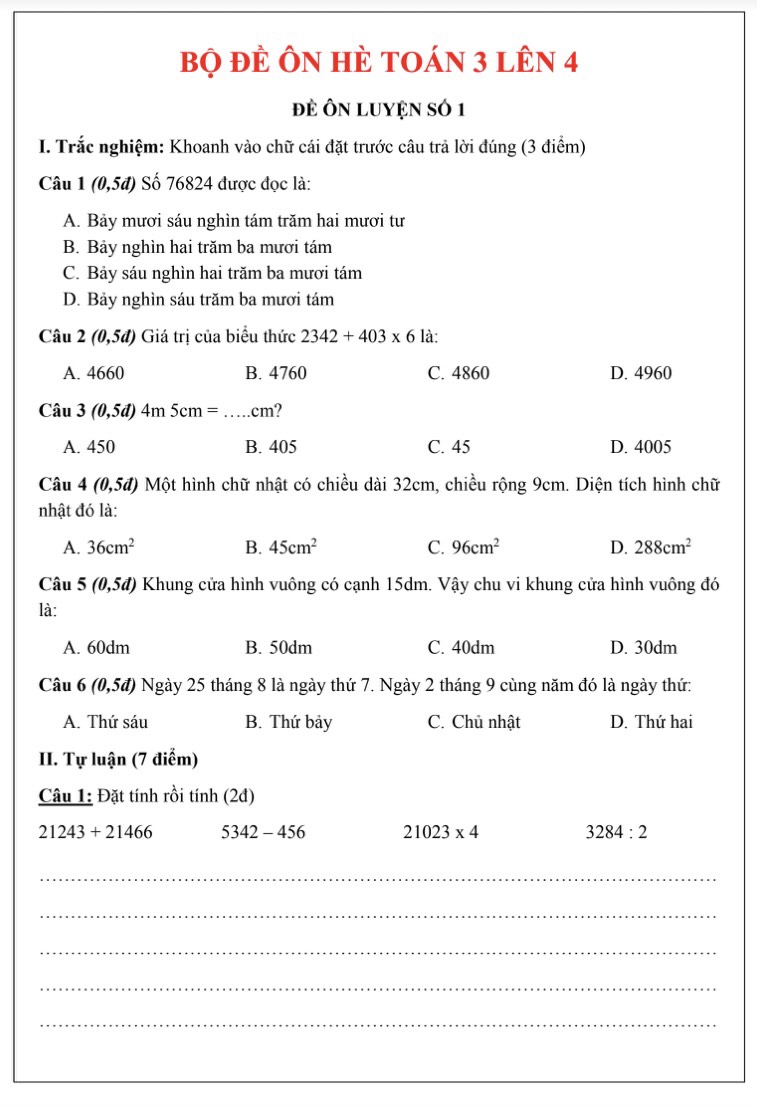 BỘ ĐỀ ÔN HÈ TOÁN 3 LÊN 4
ĐỀ ÔN LUYỆN SỐ 1
I. Trắc nghiệm: Khoanh vào chữ cái đặt trước câu trả lời đúng (3 điểm)
Câu 1 (0,5đ) Số 76824 được đọc là:
A. Bảy mươi sáu nghìn tám trăm hai mươi tư
B. Bảy nghìn hai trăm ba mươi tám
C. Bảy sáu nghìn hai trăm ba mươi tám
D. Bảy nghìn sáu trăm ba mươi tám
Câu 2 (0,5đ) Giá trị của biểu thức 2342 + 403 x 6 là:
A. 4660 B. 4760 C. 4860 D. 4960
Câu 3 (0,5đ) 4m 5cm = …..cm?
A. 450 B. 405 C. 45 D. 4005
Câu 4 (0,5đ) Một hình chữ nhật có chiều dài 32cm, chiều rộng 9cm. Diện tích hình chữ
nhật đó là:
A. 36cm² B. 45cm² C. 96cm² D. 288cm²
Câu 5 (0,5đ) Khung cửa hình vuông có cạnh 15dm. Vậy chu vi khung cửa hình vuông đó
là:
A. 60dm B. 50dm C. 40dm D. 30dm
Câu 6 (0,5đ) Ngày 25 tháng 8 là ngày thứ 7. Ngày 2 tháng 9 cùng năm đó là ngày thứ:
A. Thứ sáu B. Thứ bảy C. Chủ nhật D. Thứ hai
II. Tự luận (7 điểm)
Câu 1: Đặt tính rồi tính (2đ)
21243 + 21466 5342 – 456 21023 x 4 3284 : 2